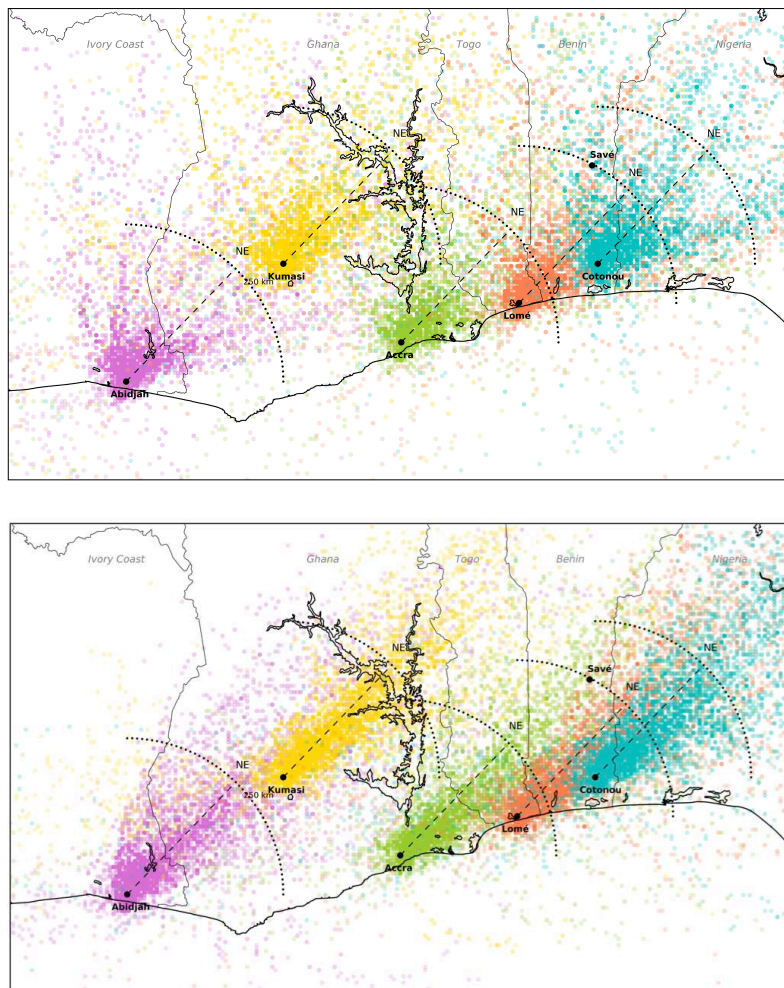 Ivory Coast Ghana Togo Benin Nigeria
NE NE
Savé
NE
NE
NE
Kumasi Cotonou
250 km
Lomé
Accra
Abidjan
Ivory Coast Ghana Togo Benin Nigeria
NE NE
Savé
NE
NE
NE
Kumasi Cotonou
250 km
Lomé
Accra
Abidjan